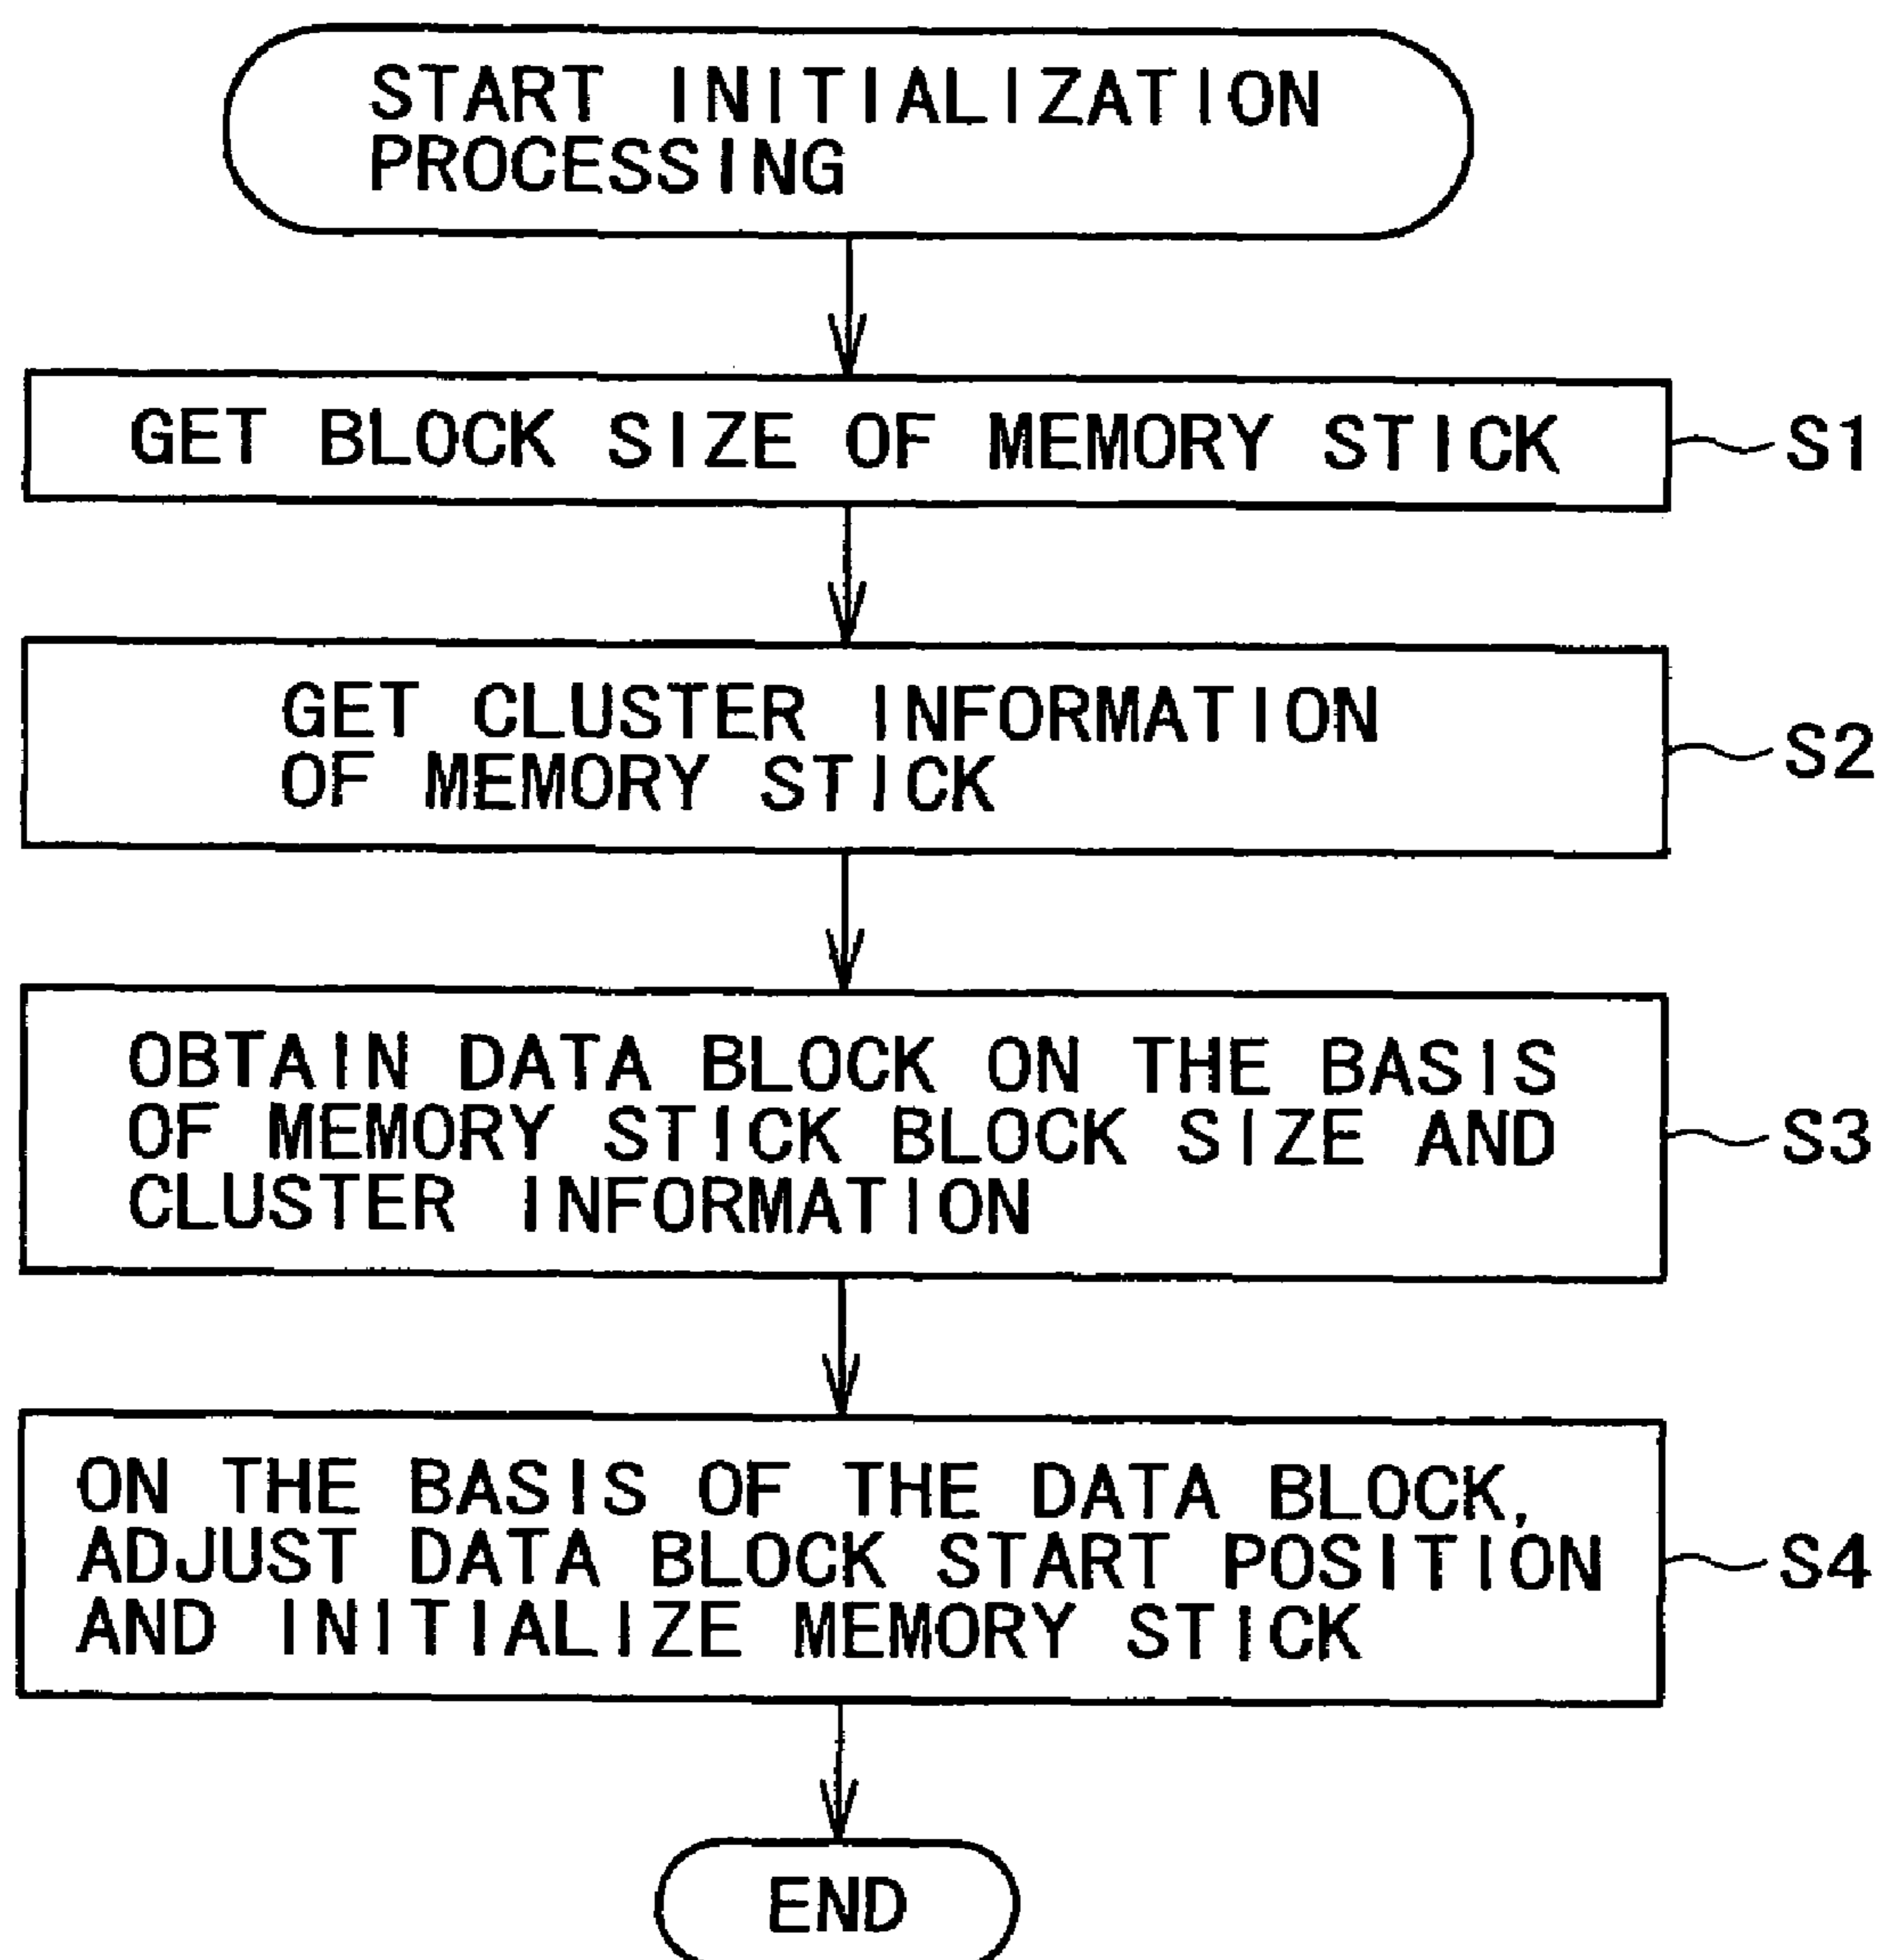 START INITIALIZATION
PROCESSING
GET BLOCK SIZE OF MEMORY STICK
S1
GET CLUSTER INFORMATION
OF MEMORY STICK
S2
OBTAIN DATA BLOCK ON THE BASIS
OF MEMORY STICK BLOCK SIZE AND
CLUSTER INFORMATION
S3
ON THE BASIS OF THE DATA BLOCK,
ADJUST DATA BLOCK START POSITION
AND INITIALIZE MEMORY STICK
S4
END